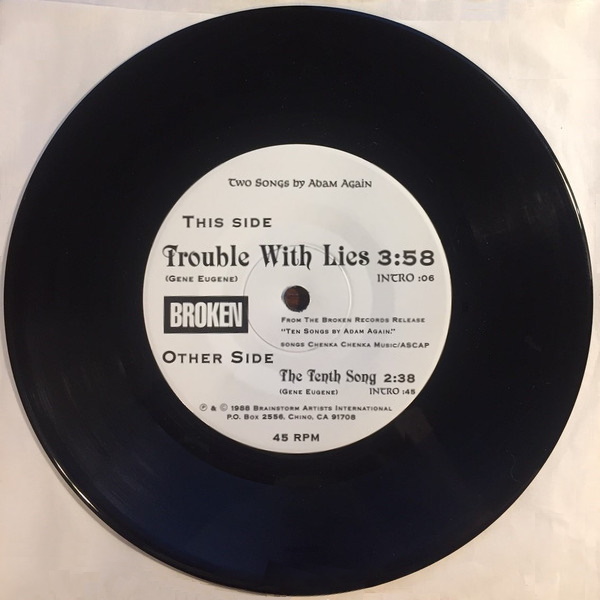 Two Songs by Adam Again
This side
Trouble With Lies 3:58
(Gene Eugene) INTRO :06
BROKEN
From The Broken Records Release
"Ten Songs by Adam Again."
songs Chenka Chenka Music/ASCAP
Other Side
The Tenth Song 2:38
(Gene Eugene) INTRO :45
℗ & © 1988 Brainstorm Artists International
P.O. Box 2556, Chino, CA 91708
45 RPM